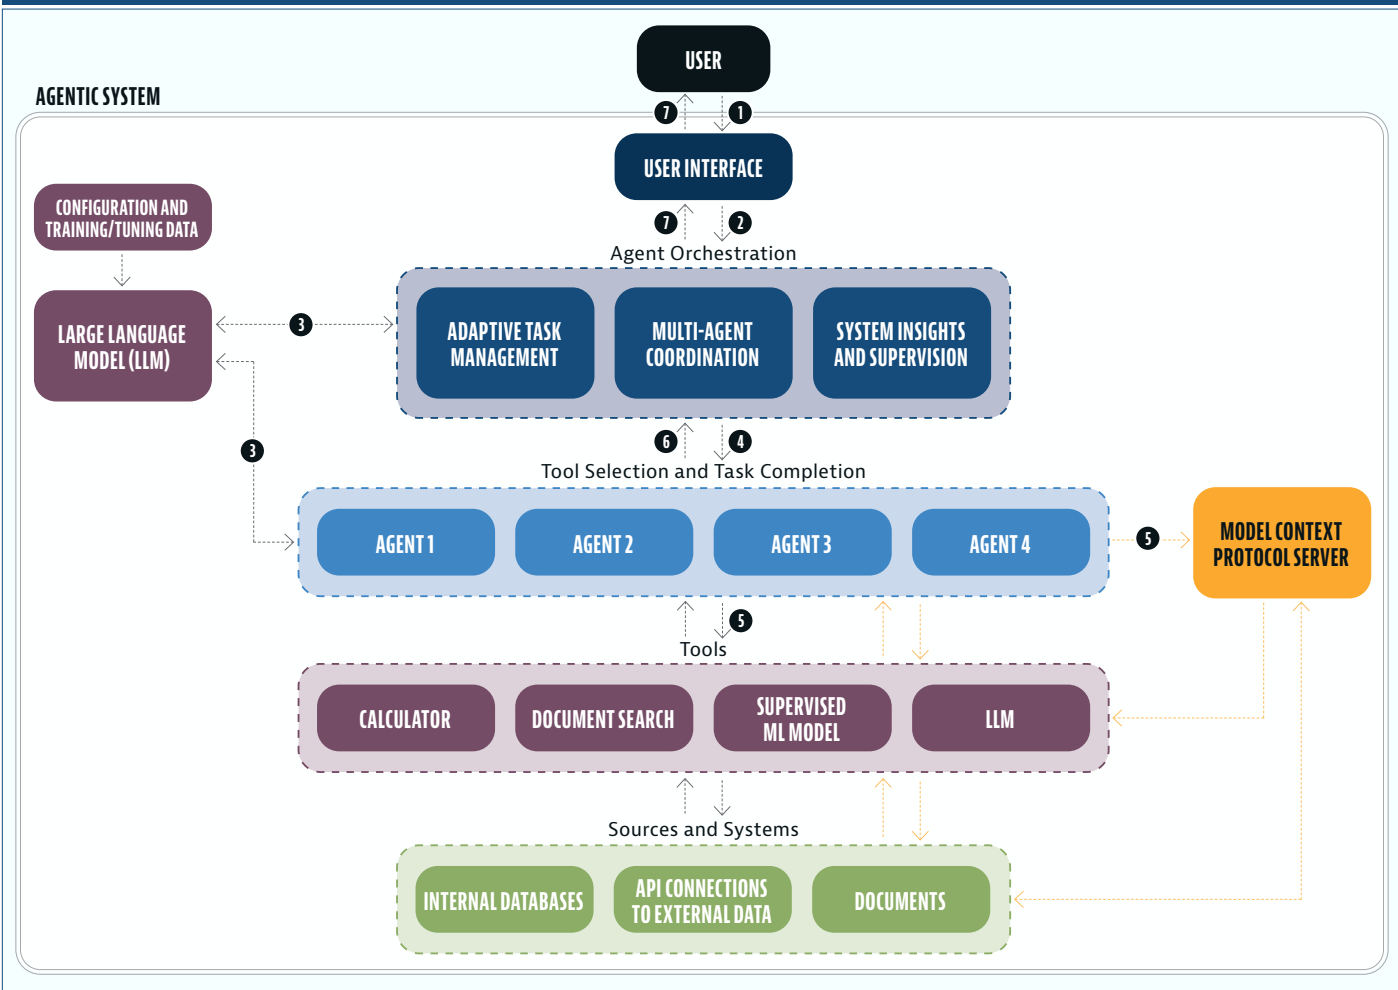 USER
AGENTIC SYSTEM
7
1
USER INTERFACE
CONFIGURATION AND
TRAINING/TUNING DATA
7
2
Agent Orchestration
LARGE LANGUAGE
MODEL (LLM)
3
ADAPTIVE TASK
MANAGEMENT
MULTI-AGENT
COORDINATION
SYSTEM INSIGHTS
AND SUPERVISION
6
4
3
Tool Selection and Task Completion
AGENT 1
AGENT 2
AGENT 3
AGENT 4
5
MODEL CONTEXT
PROTOCOL SERVER
5
Tools
CALCULATOR
DOCUMENT SEARCH
SUPERVISED
ML MODEL
LLM
Sources and Systems
INTERNAL DATABASES
API CONNECTIONS
TO EXTERNAL DATA
DOCUMENTS